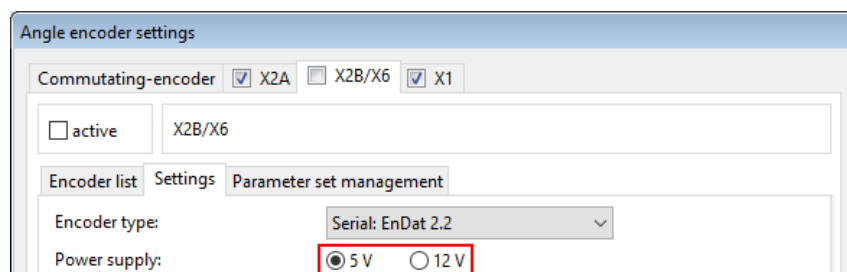 Angle encoder settings
Commutating-encoder X2A X2B/X6 X1
active X2B/X6
Encoder list Settings Parameter set management
Encoder type: Serial: EnDat 2.2
Power supply: 5 V 12 V